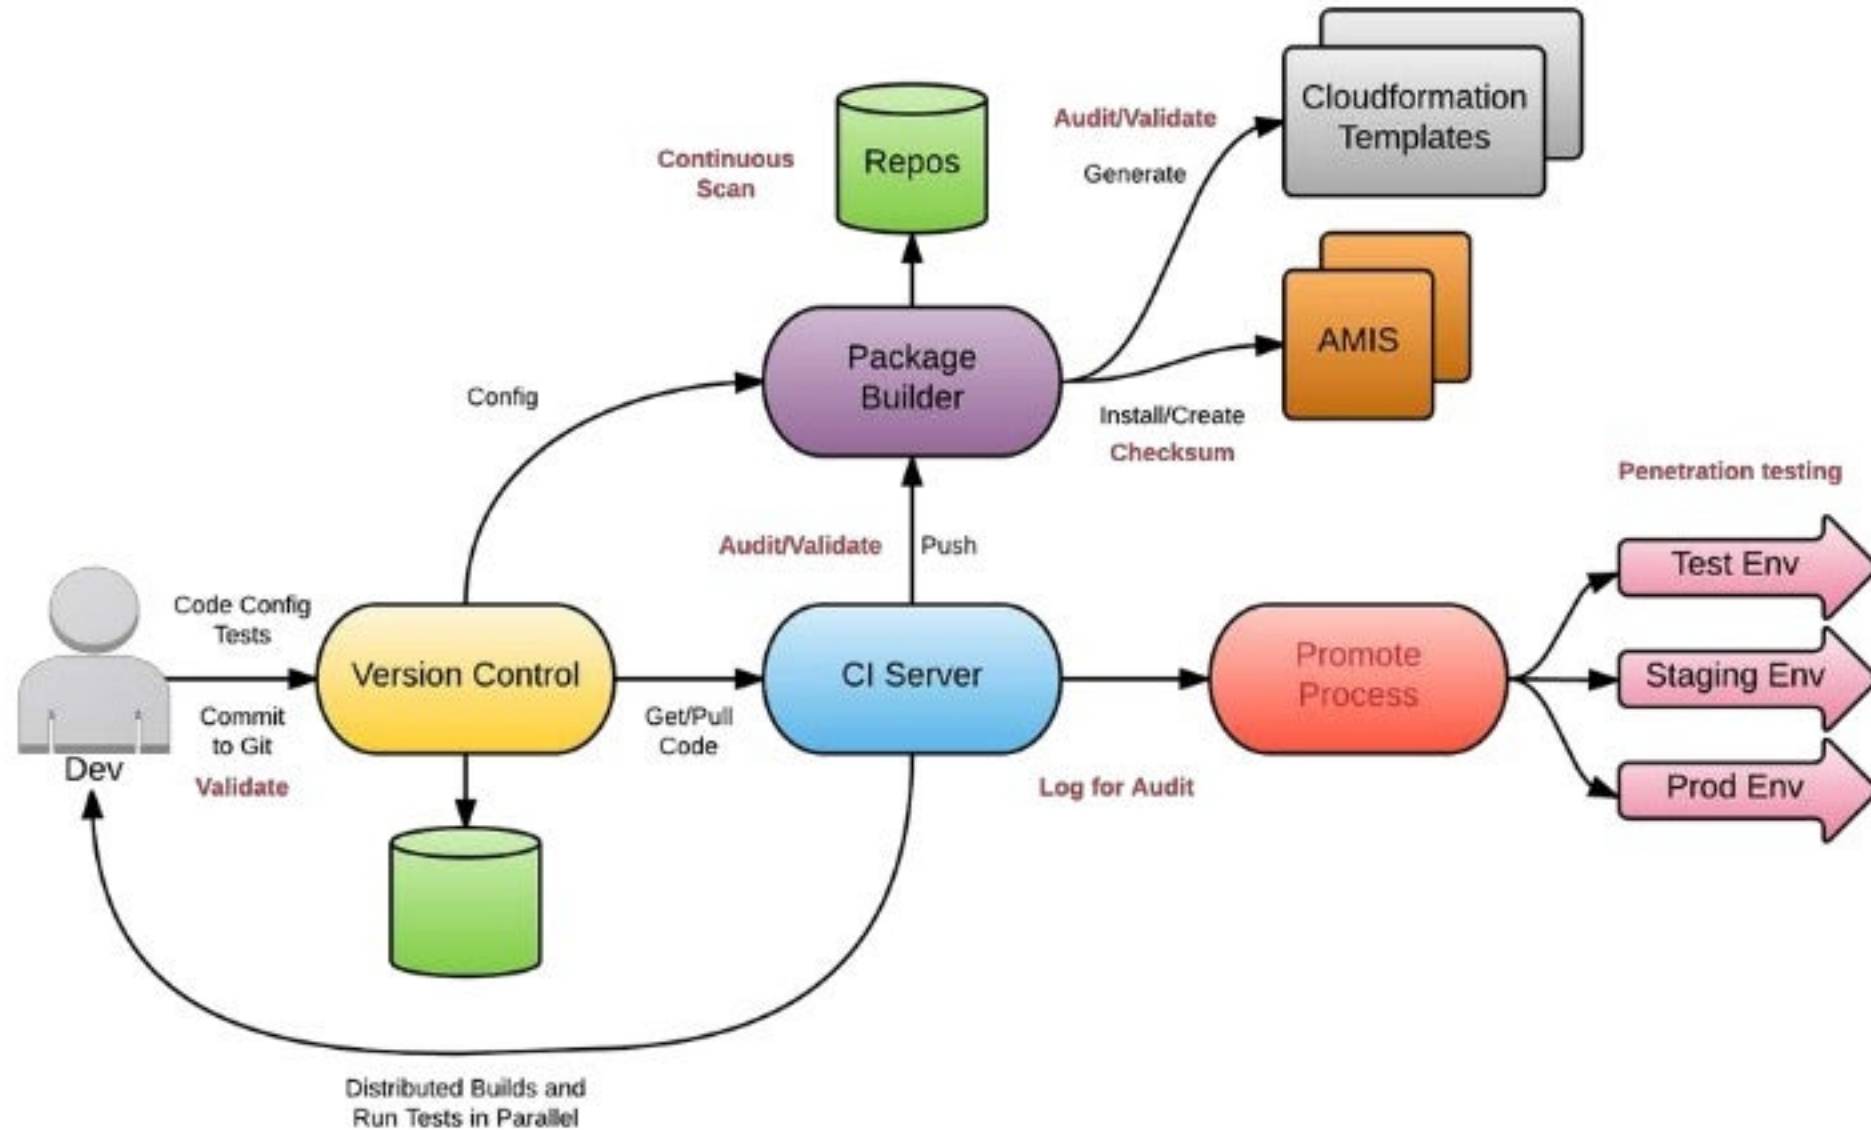 Cloudformation
Templates
Audit/Validate
Generate
Continuous
Scan
Repos
AMIS
Package
Builder
Config
Install/Create
Checksum
Penetration testing
Audit/Validate
Push
Test Env
Code Config
Tests
Version Control
CI Server
Promote
Process
Staging Env
Commit
to Git
Get/Pull
Code
Dev
Validate
Log for Audit
Prod Env
Distributed Builds and
Run Tests in Parallel